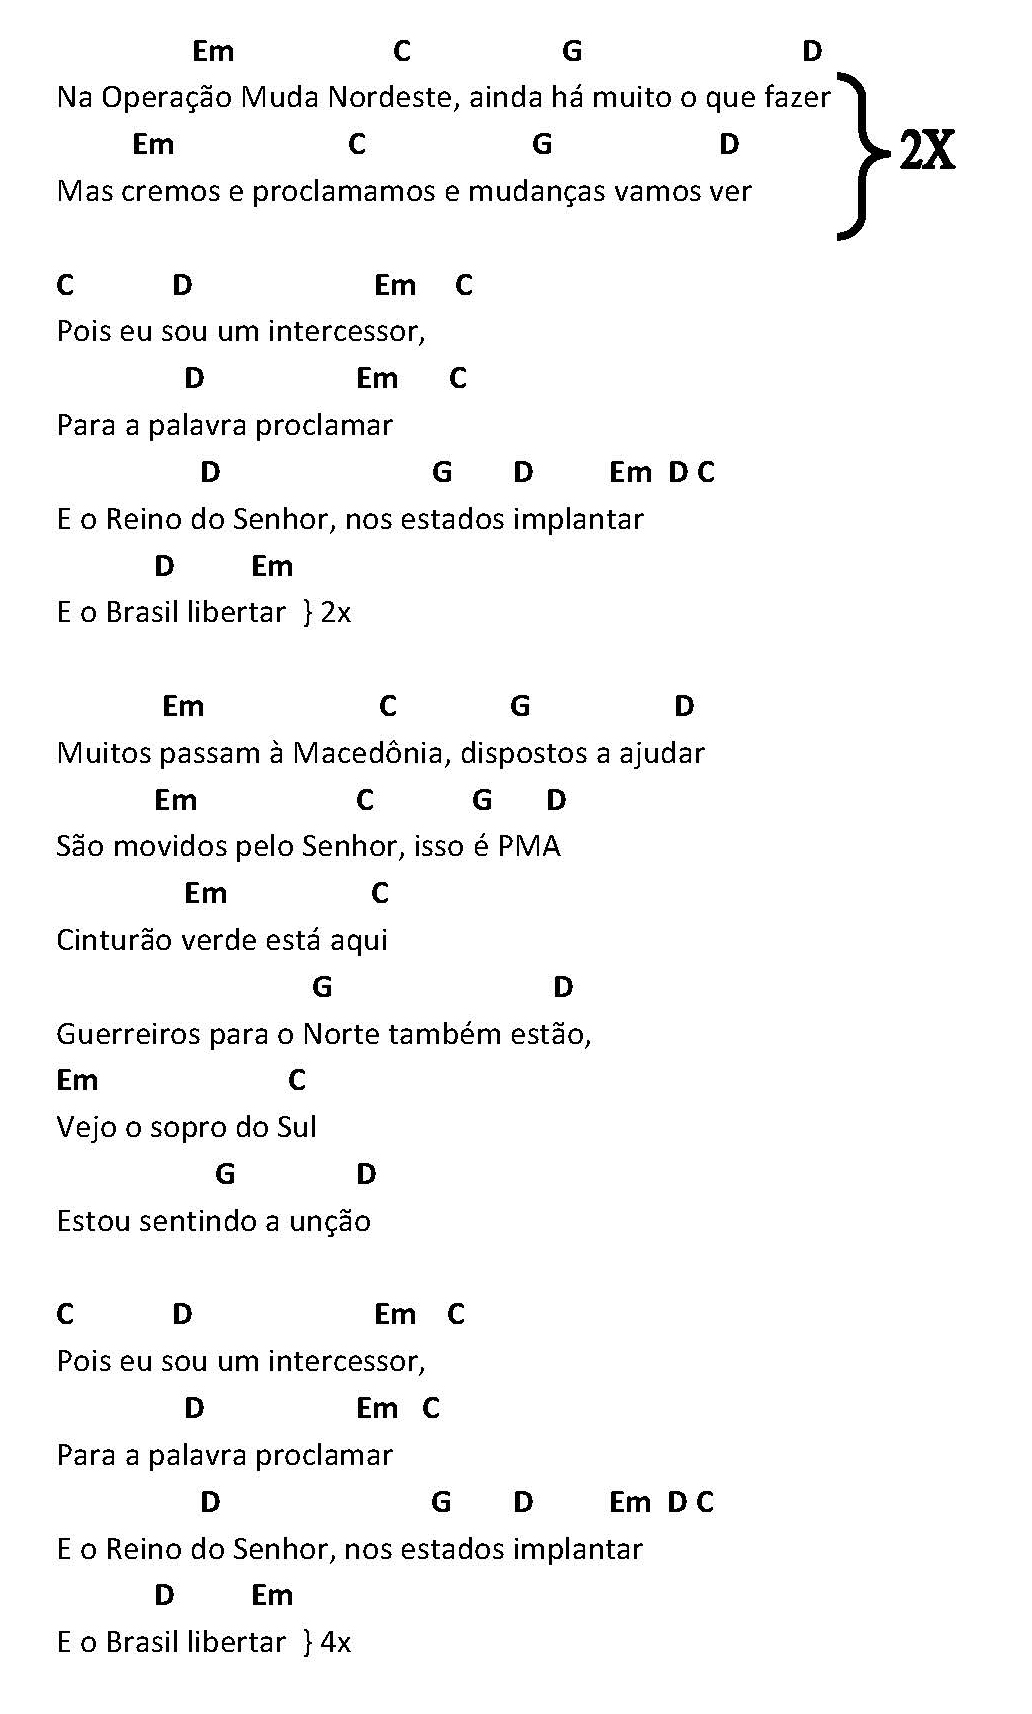 Em C G D
Na Operação Muda Nordeste, ainda há muito o que fazer
Em C G D
2X
Mas cremos e proclamamos e mudanças vamos ver
C D Em C
Pois eu sou um intercessor,
D Em C
Para a palavra proclamar
D G D Em D C
E o Reino do Senhor, nos estados implantar
D Em
E o Brasil libertar } 2x
Em C G D
Muitos passam à Macedônia, dispostos a ajudar
Em C G D
São movidos pelo Senhor, isso é PMA
Em C
Cinturão verde está aqui
G D
Guerreiros para o Norte também estão,
Em C
Vejo o sopro do Sul
G D
Estou sentindo a unção
C D Em C
Pois eu sou um intercessor,
D Em C
Para a palavra proclamar
D G D Em D C
E o Reino do Senhor, nos estados implantar
D Em
E o Brasil libertar } 4x